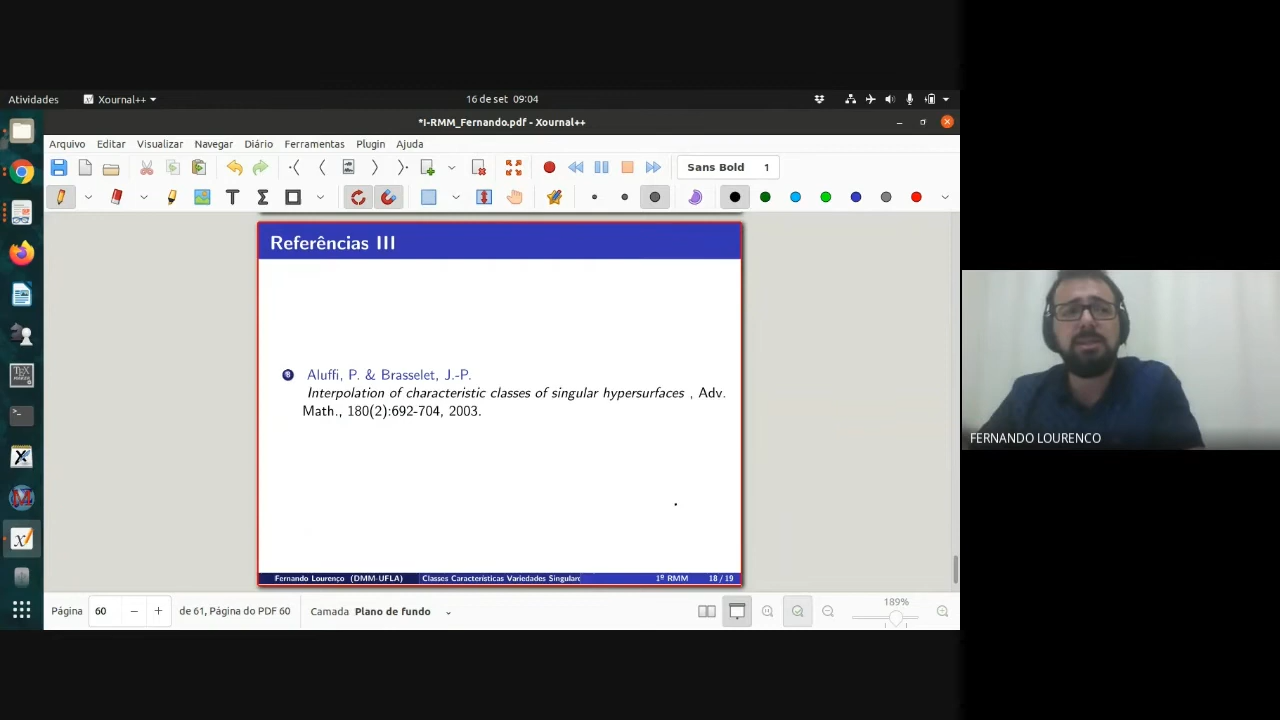 Atividades Xournal++ 16 de set 09:04
*I-RMM_Fernando.pdf - Xournal++
Arquivo Editar Visualizar Navegar Diário Ferramentas Plugin Ajuda
Sans Bold 1
Referências III
Aluffi, P. & Brasselet, J.-P.
Interpolation of characteristic classes of singular hypersurfaces , Adv.
Math., 180(2):692-704, 2003.
Fernando Lourenço (DMM-UFLA) Classes Características Variedades Singulare 1º RMM 18 / 19
Página 60 de 61, Página do PDF 60 Camada Plano de fundo 189%
FERNANDO LOURENCO